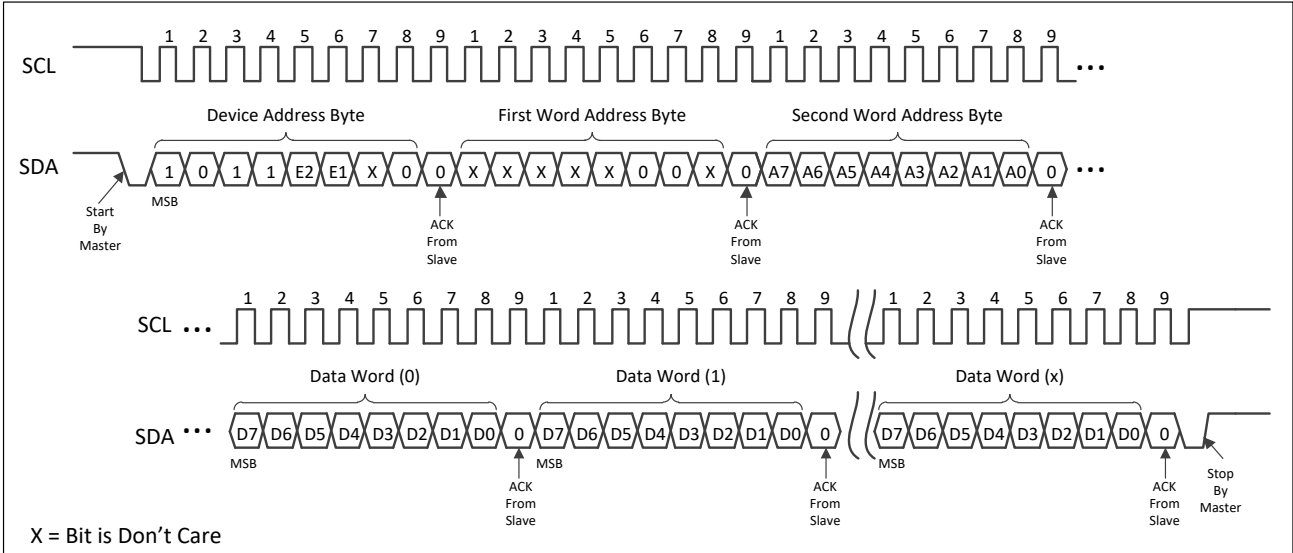 1 2 3 4 5 6 7 8 9 1 2 3 4 5 6 7 8 9 1 2 3 4 5 6 7 8 9
SCL ...
Device Address Byte First Word Address Byte Second Word Address Byte
SDA 1 0 1 1 E2 E1 X 0 0 X X X X X 0 0 X 0 A7 A6 A5 A4 A3 A2 A1 A0 0 ...
MSB
Start By Master
ACK From Slave
ACK From Slave
ACK From Slave
1 2 3 4 5 6 7 8 9 1 2 3 4 5 6 7 8 9 1 2 3 4 5 6 7 8 9
SCL ...
Data Word (0) Data Word (1) Data Word (x)
SDA ... D7 D6 D5 D4 D3 D2 D1 D0 0 D7 D6 D5 D4 D3 D2 D1 D0 0 D7 D6 D5 D4 D3 D2 D1 D0 0
MSB MSB MSB
ACK From Slave
ACK From Slave
ACK From Slave
Stop By Master
X = Bit is Don't Care